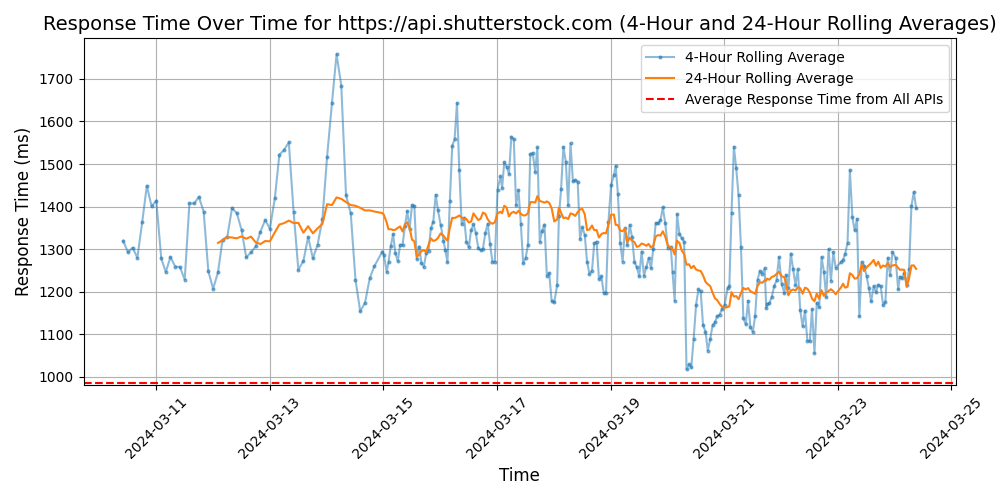 Response Time Over Time for https://api.shutterstock.com (4-Hour and 24-Hour Rolling Averages)
4-Hour Rolling Average
24-Hour Rolling Average
Average Response Time from All APIs
Response Time (ms)
1700
1600
1500
1400
1300
1200
1100
1000
2024-03-11
2024-03-13
2024-03-15
2024-03-17
2024-03-19
2024-03-21
2024-03-23
2024-03-25
Time